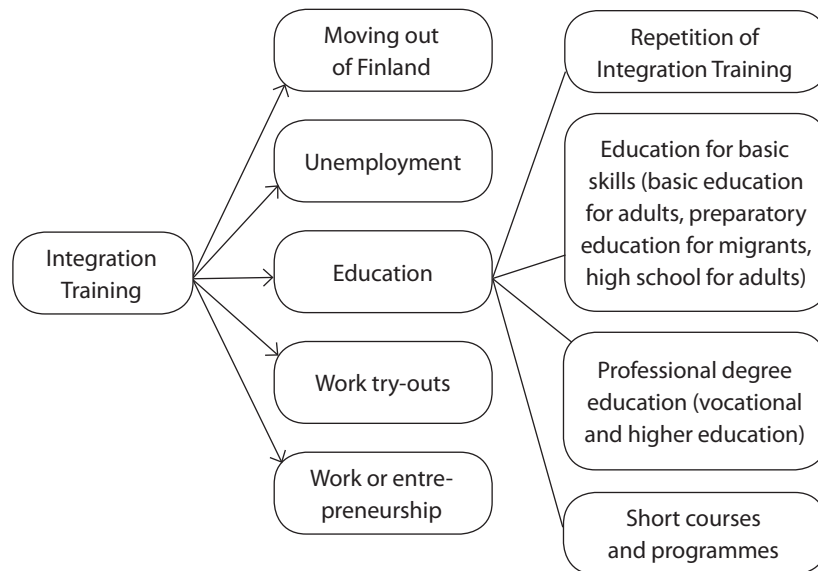 Integration
Training
Moving out
of Finland
Unemployment
Education
Work try-outs
Work or entre-
preneurship
Repetition of
Integration Training
Education for basic
skills (basic education
for adults, preparatory
education for migrants,
high school for adults)
Professional degree
education (vocational
and higher education)
Short courses
and programmes